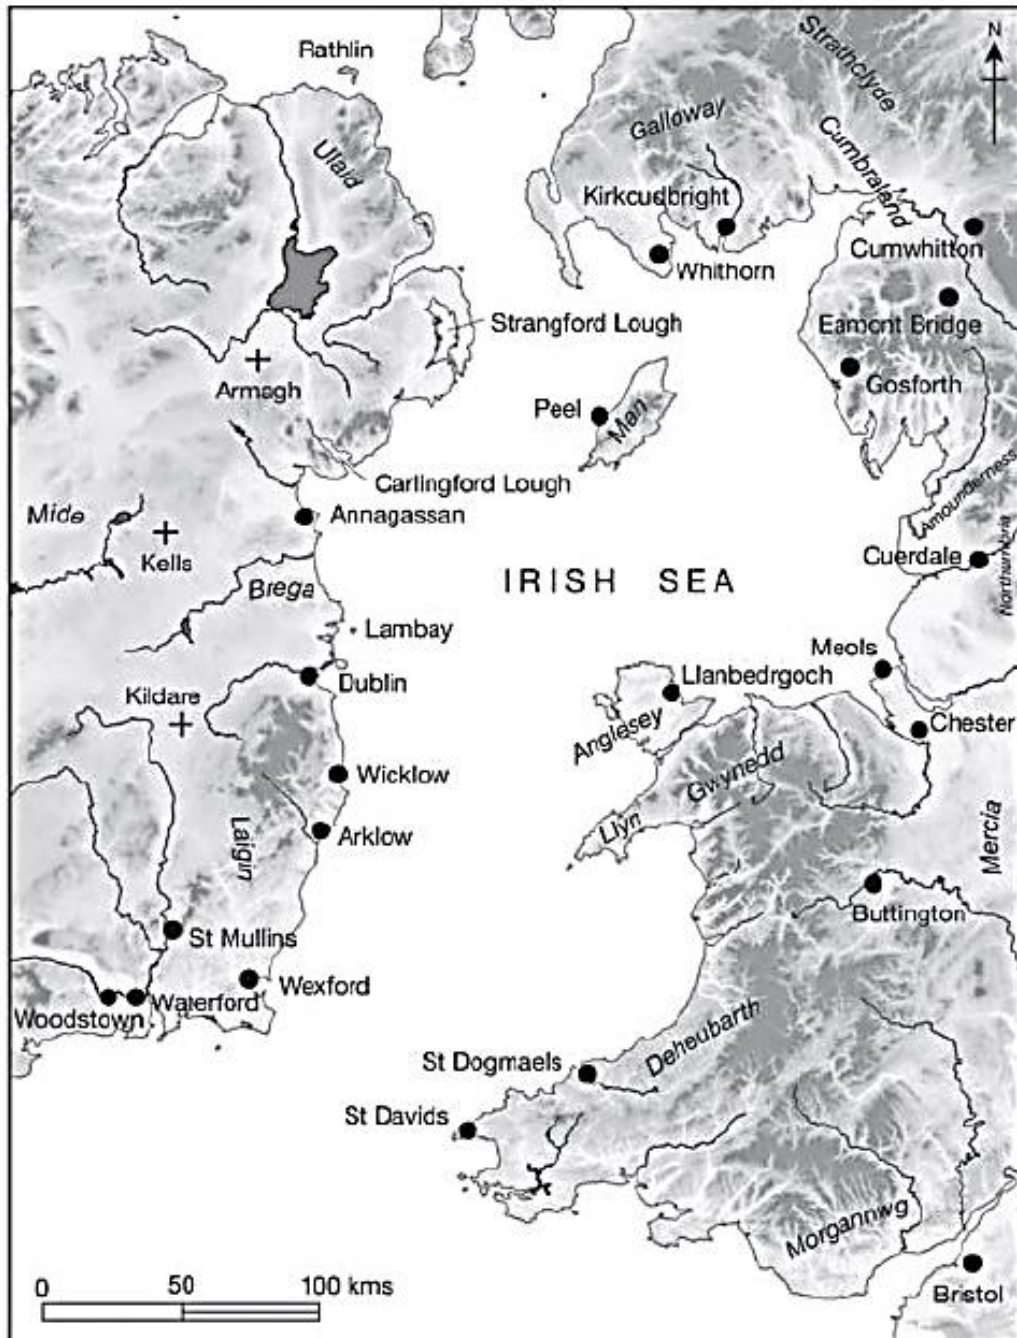 N
Rathlin
Strathclyde
Galloway
Ulaid
Cumbraland
Kirkcudbright
Cumwhitton
Whithorn
Strangford Lough
Eamont Bridge
Armagh
Gosforth
Peel
Man
Carlingford Lough
Amounderness
Mide
Annagassan
Kells
Cuerdale
Northumbria
IRISH SEA
Brega
Lambay
Meols
Llanbedrgoch
Kildare
Dublin
Anglesey
Chester
Wicklow
Gwynedd
Llyn
Arklow
Laigin
Mercia
Buttington
St Mullins
Wexford
Waterford
Woodstown
Deheubarth
St Dogmaels
St Davids
Morgannwg
0 50 100 kms
Bristol